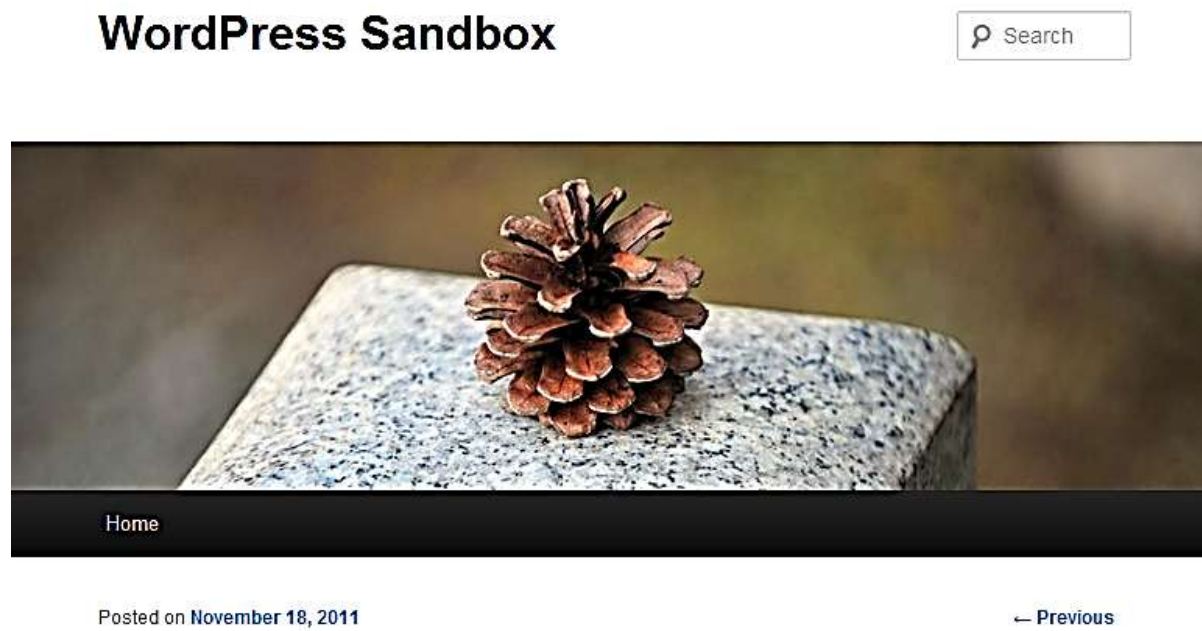 WordPress Sandbox
Search
Home
Posted on November 18, 2011
← Previous